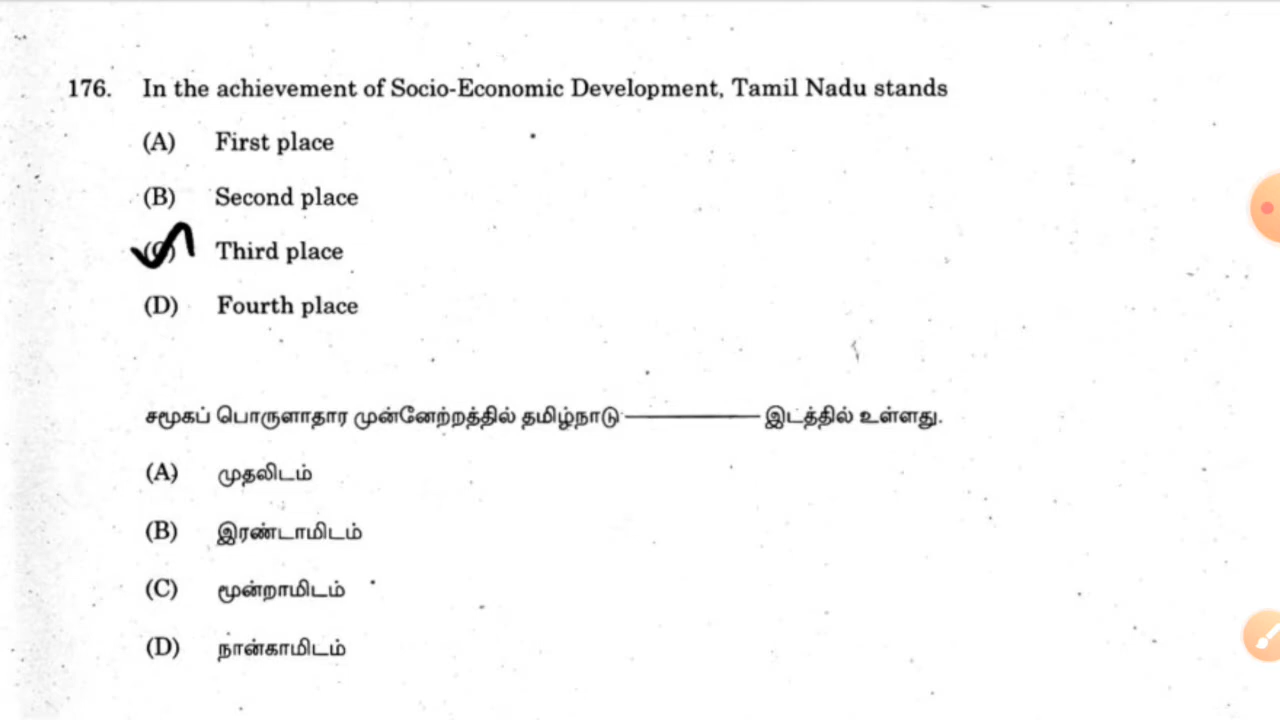 176. In the achievement of Socio-Economic Development, Tamil Nadu stands
(A) First place
(B) Second place
(C) Third place
(D) Fourth place
சமூகப் பொருளாதார முன்னேற்றத்தில் தமிழ்நாடு ———— இடத்தில் உள்ளது.
(A) முதலிடம்
(B) இரண்டாமிடம்
(C) மூன்றாமிடம்
(D) நான்காமிடம்